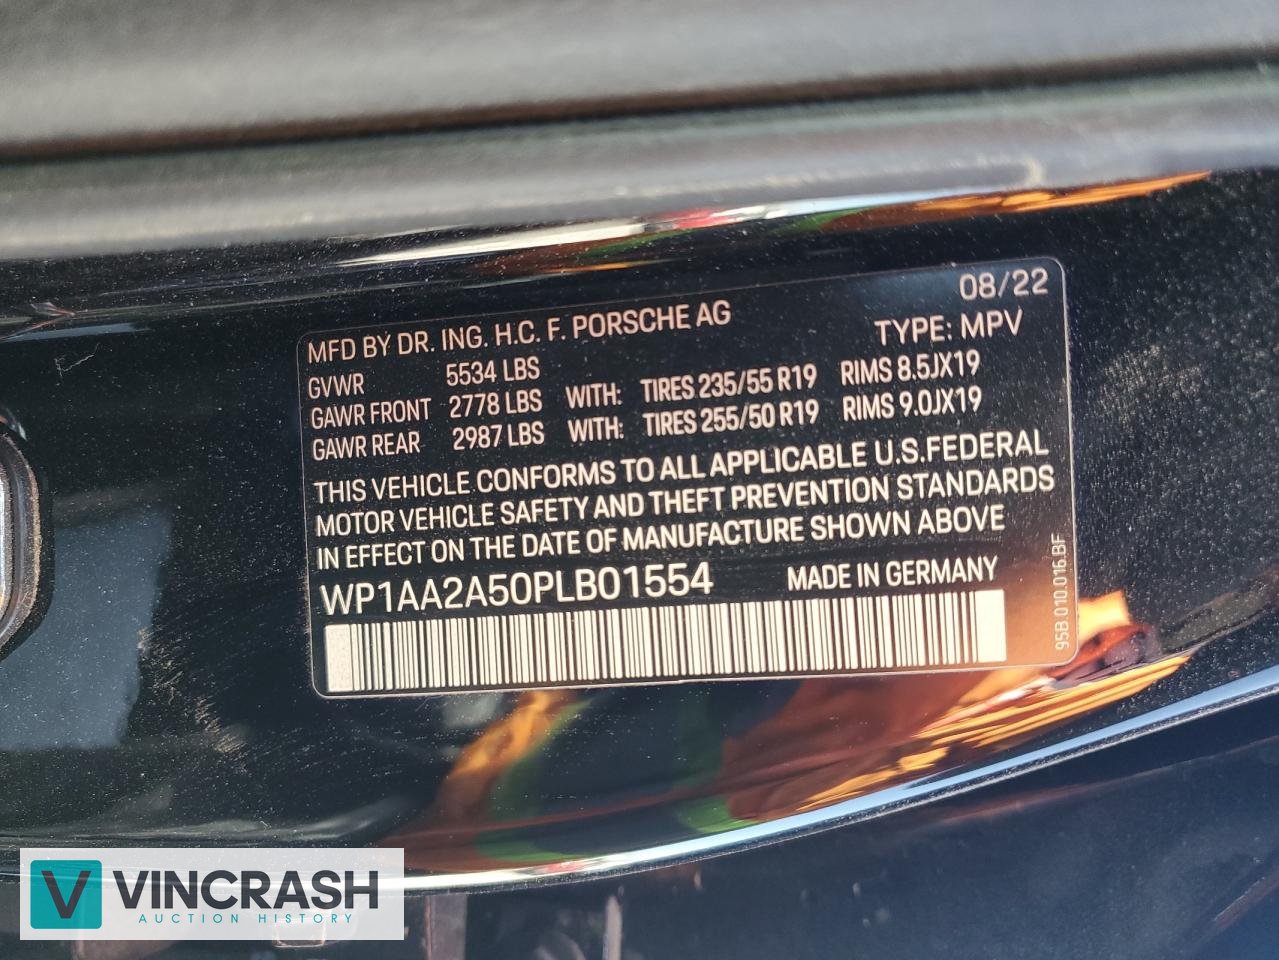 08/22
MFD BY DR. ING. H.C. F. PORSCHE AG
TYPE: MPV
GVWR 5534 LBS
GAWR FRONT 2778 LBS WITH: TIRES 235/55 R19 RIMS 8.5JX19
GAWR REAR 2987 LBS WITH: TIRES 255/50 R19 RIMS 9.0JX19
THIS VEHICLE CONFORMS TO ALL APPLICABLE U.S.FEDERAL
MOTOR VEHICLE SAFETY AND THEFT PREVENTION STANDARDS
IN EFFECT ON THE DATE OF MANUFACTURE SHOWN ABOVE
WP1AA2A50PLB01554 MADE IN GERMANY
95B.010.016.BF
V VINCRASH
AUCTION HISTORY